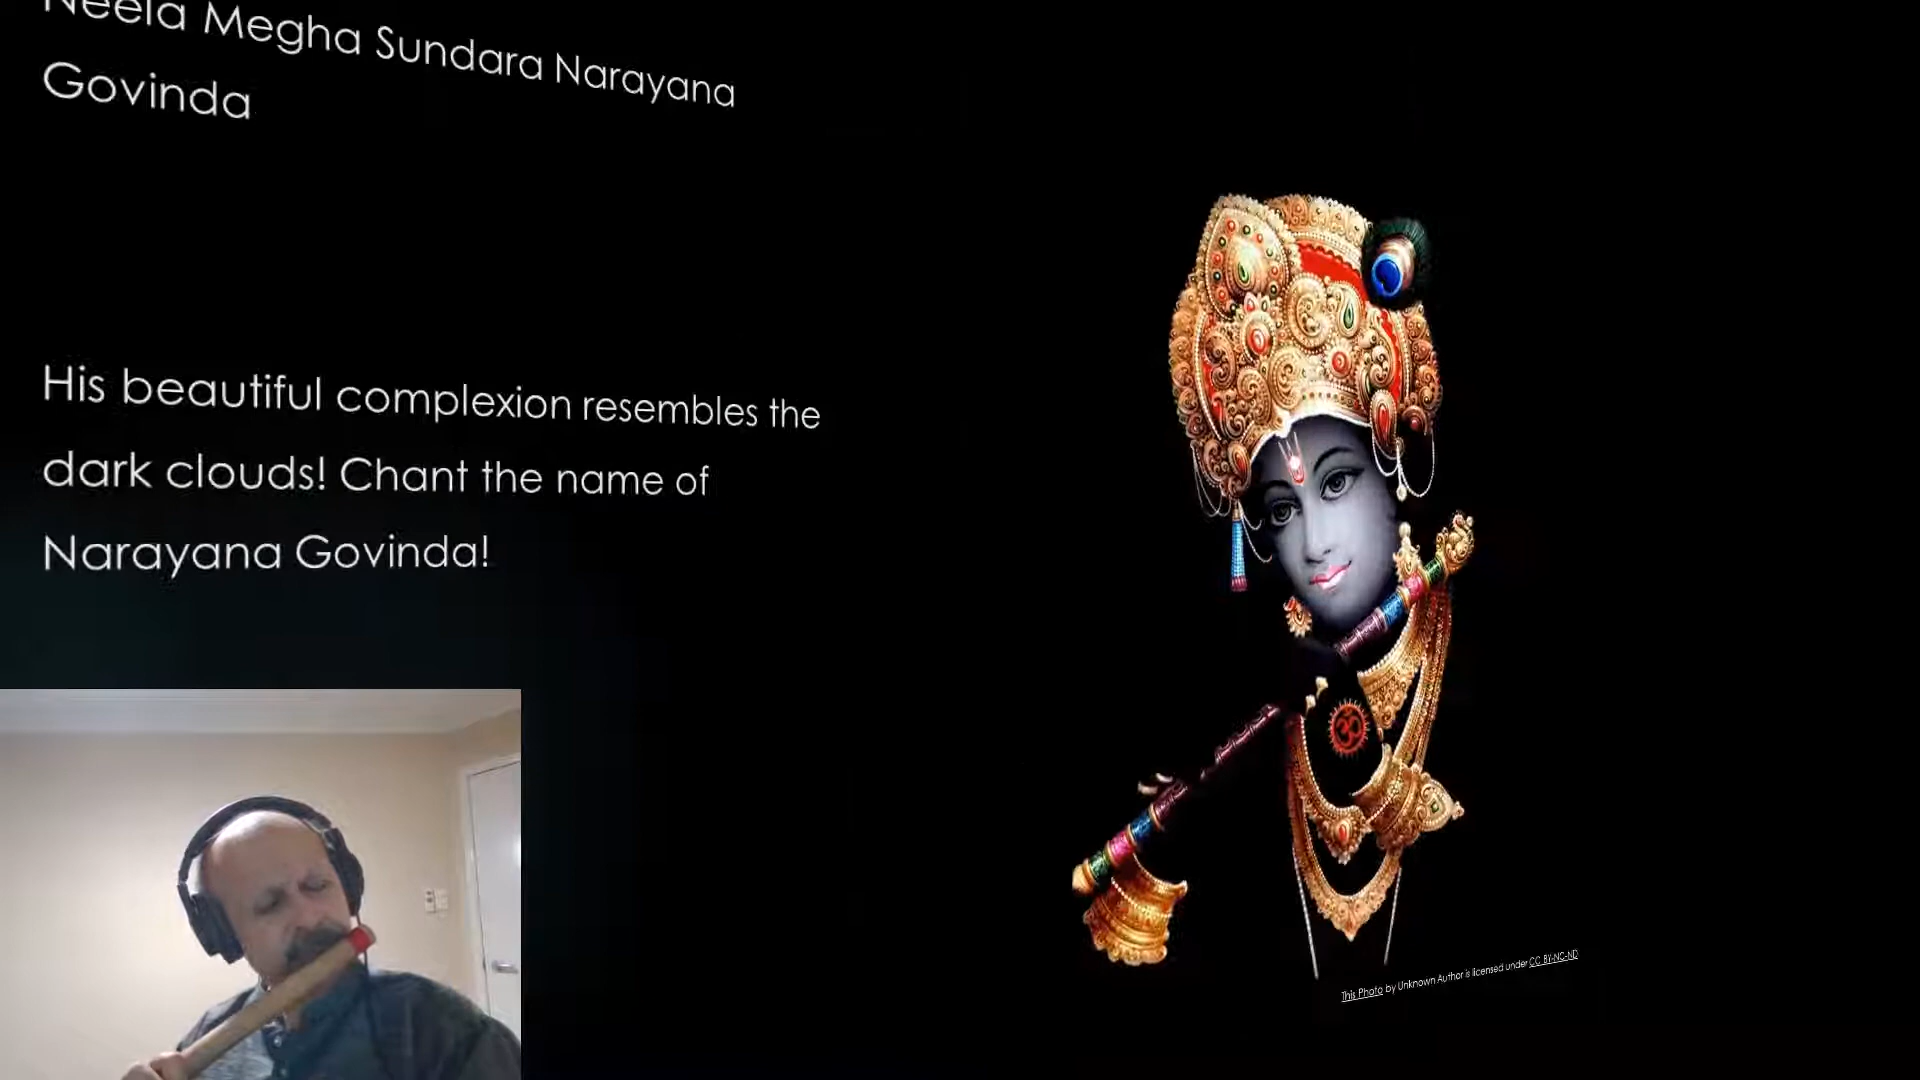 Neela Megha Sundara Narayana
Govinda
His beautiful complexion resembles the
dark clouds! Chant the name of
Narayana Govinda!
ॐ
This Photo by Unknown Author is licensed under CC BY-NC-ND